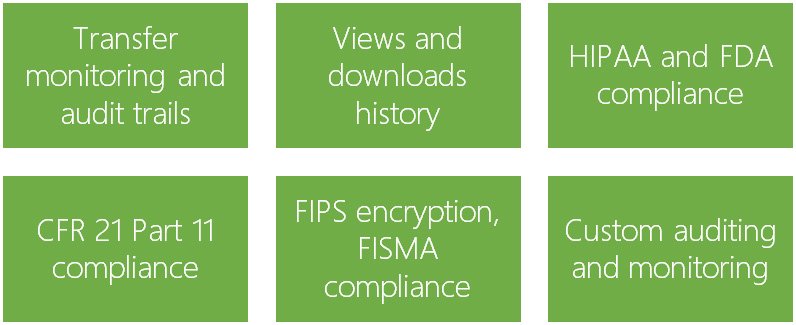 Transfer
monitoring and
audit trails
Views and
downloads
history
HIPAA and FDA
compliance
CFR 21 Part 11
compliance
FIPS encryption,
FISMA
compliance
Custom auditing
and monitoring